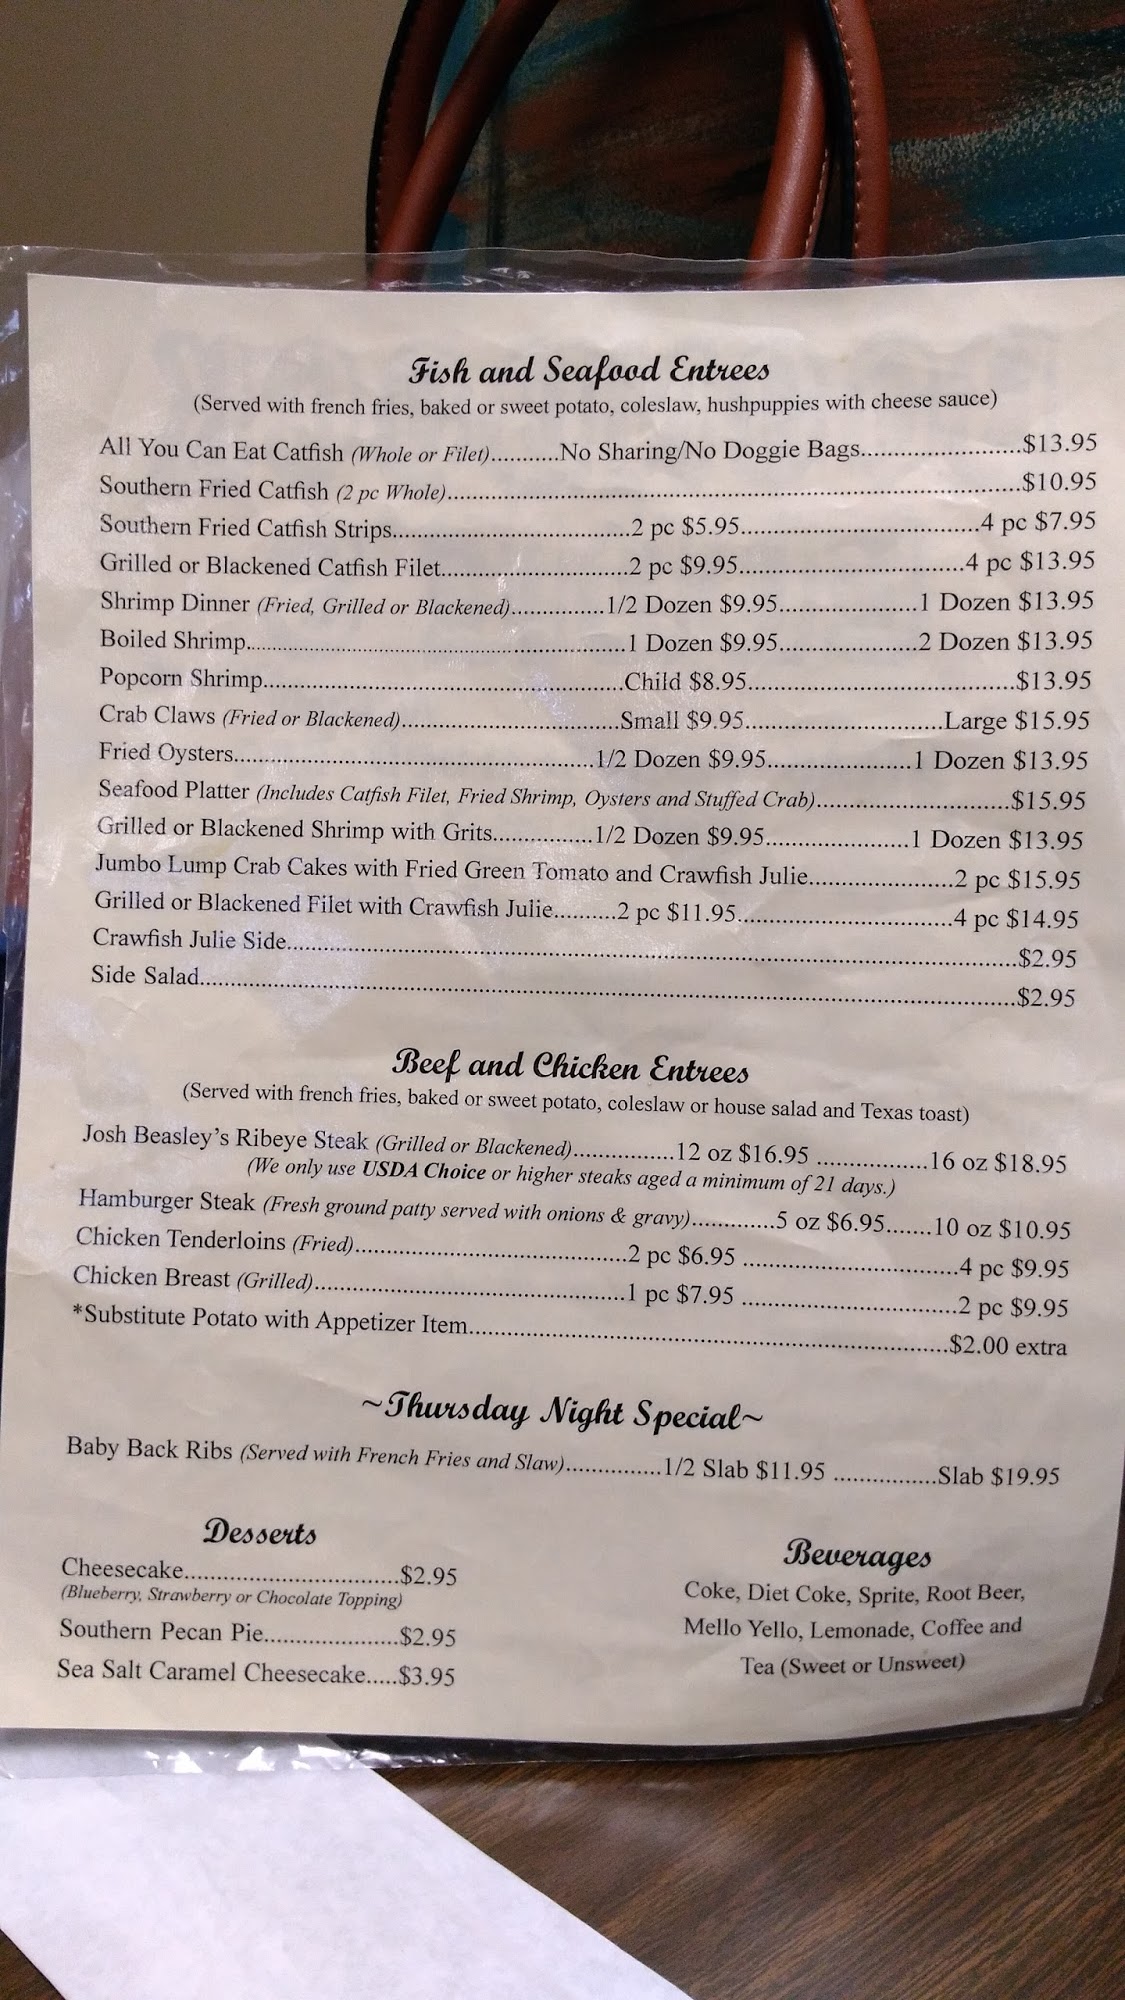 Fish and Seafood Entrees
(Served with french fries, baked or sweet potato, coleslaw, hushpuppies with cheese sauce)
All You Can Eat Catfish (Whole or Filet)..........No Sharing/No Doggie Bags........................$13.95
Southern Fried Catfish (2 pc Whole)....................................................................................$10.95
Southern Fried Catfish Strips...................................2 pc $5.95...................................4 pc $7.95
Grilled or Blackened Catfish Filet...........................2 pc $9.95.................................4 pc $13.95
Shrimp Dinner (Fried, Grilled or Blackened)..............1/2 Dozen $9.95.....................1 Dozen $13.95
Boiled Shrimp.........................................................1 Dozen $9.95.....................2 Dozen $13.95
Popcorn Shrimp.....................................................Child $8.95.......................................$13.95
Crab Claws (Fried or Blackened)................................Small $9.95.............................Large $15.95
Fried Oysters.....................................................1/2 Dozen $9.95.....................1 Dozen $13.95
Seafood Platter (Includes Catfish Filet, Fried Shrimp, Oysters and Stuffed Crab)............................$15.95
Grilled or Blackened Shrimp with Grits...............1/2 Dozen $9.95.....................1 Dozen $13.95
Jumbo Lump Crab Cakes with Fried Green Tomato and Crawfish Julie.....................2 pc $15.95
Grilled or Blackened Filet with Crawfish Julie.........2 pc $11.95...............................4 pc $14.95
Crawfish Julie Side.............................................................................................................$2.95
Side Salad..........................................................................................................................$2.95
Beef and Chicken Entrees
(Served with french fries, baked or sweet potato, coleslaw or house salad and Texas toast)
Josh Beasley's Ribeye Steak (Grilled or Blackened)...............12 oz $16.95 ................16 oz $18.95
(We only use USDA Choice or higher steaks aged a minimum of 21 days.)
Hamburger Steak (Fresh ground patty served with onions & gravy).............5 oz $6.95.......10 oz $10.95
Chicken Tenderloins (Fried).......................................2 pc $6.95 ................................4 pc $9.95
Chicken Breast (Grilled).............................................1 pc $7.95 ................................2 pc $9.95
*Substitute Potato with Appetizer Item.......................................................................$2.00 extra
~Thursday Night Special~
Baby Back Ribs (Served with French Fries and Slaw)...............1/2 Slab $11.95 ...............Slab $19.95
Desserts
Cheesecake................................$2.95
(Blueberry, Strawberry or Chocolate Topping)
Southern Pecan Pie....................$2.95
Sea Salt Caramel Cheesecake.....$3.95
Beverages
Coke, Diet Coke, Sprite, Root Beer,
Mello Yello, Lemonade, Coffee and
Tea (Sweet or Unsweet)